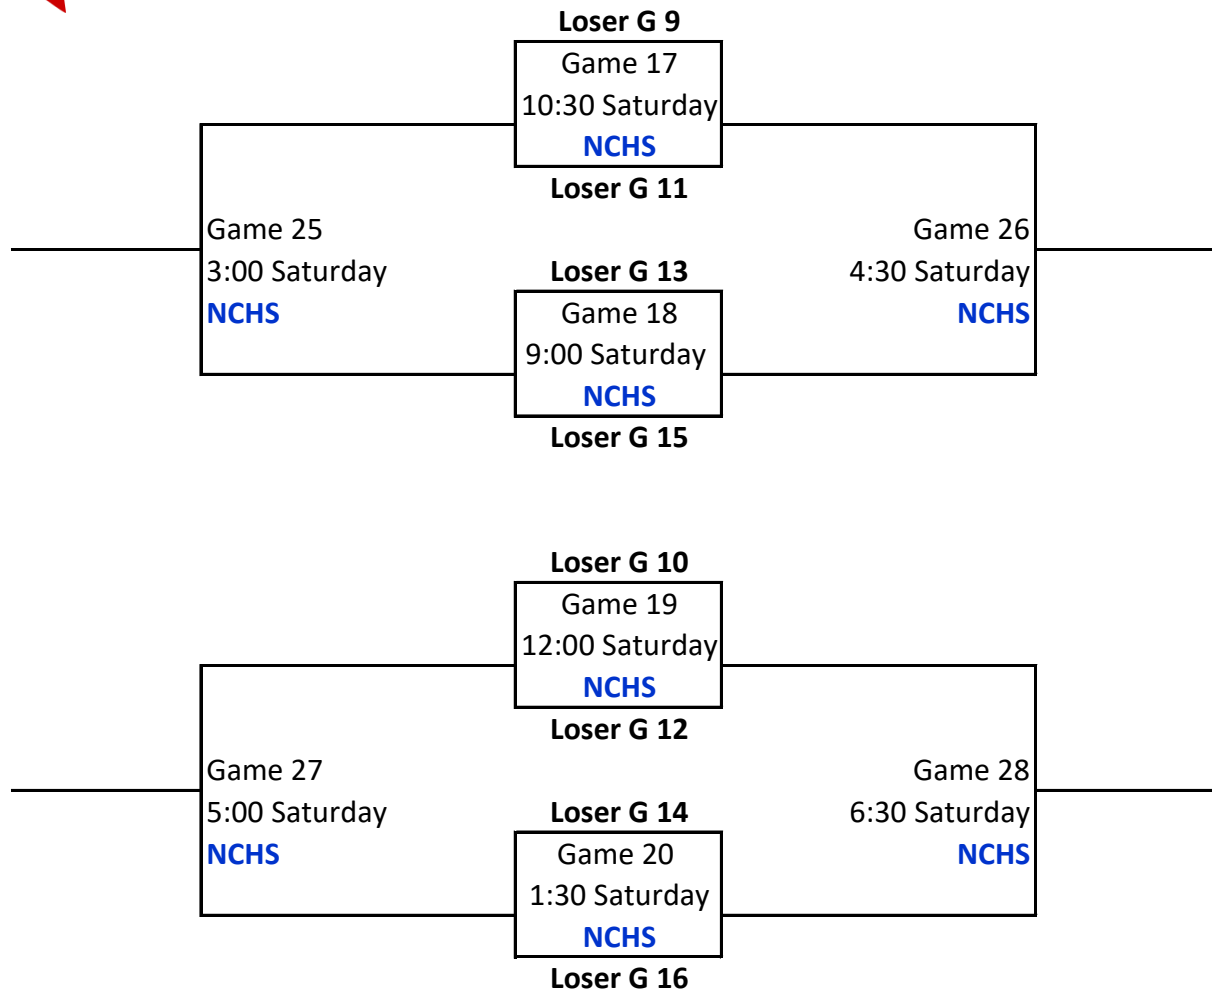 Loser G 9
Game 17
10:30 Saturday
NCHS
Loser G 11
Game 25
3:00 Saturday
NCHS
Game 26
4:30 Saturday
NCHS
Loser G 13
Game 18
9:00 Saturday
NCHS
Loser G 15
Loser G 10
Game 19
12:00 Saturday
NCHS
Loser G 12
Game 27
5:00 Saturday
NCHS
Game 28
6:30 Saturday
NCHS
Loser G 14
Game 20
1:30 Saturday
NCHS
Loser G 16